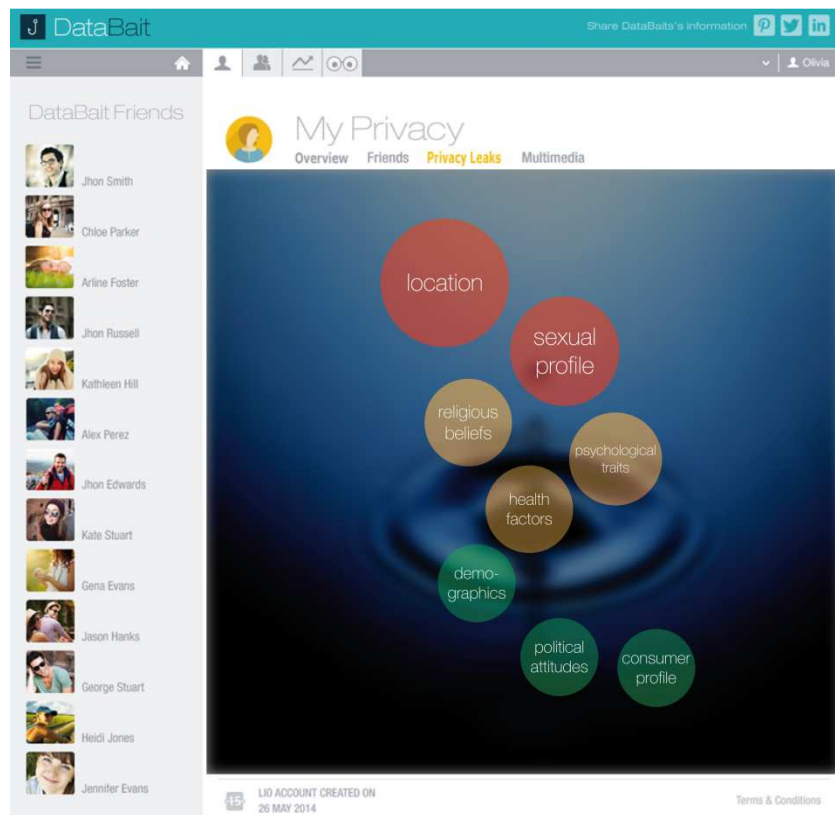 DataBait
Share DataBaits's information
Olivia
DataBait Friends
Jhon Smith
Chloe Parker
Arline Foster
Jhon Russell
Kathleen Hill
Alex Perez
Jhon Edwards
Kate Stuart
Gena Evans
Jason Hanks
George Stuart
Heidi Jones
Jennifer Evans
My Privacy
Overview Friends Privacy Leaks Multimedia
location
sexual
profile
religious
beliefs
psychological
traits
health
factors
demo-
graphics
political
attitudes
consumer
profile
15
LIO ACCOUNT CREATED ON
26 MAY 2014
Terms & Conditions